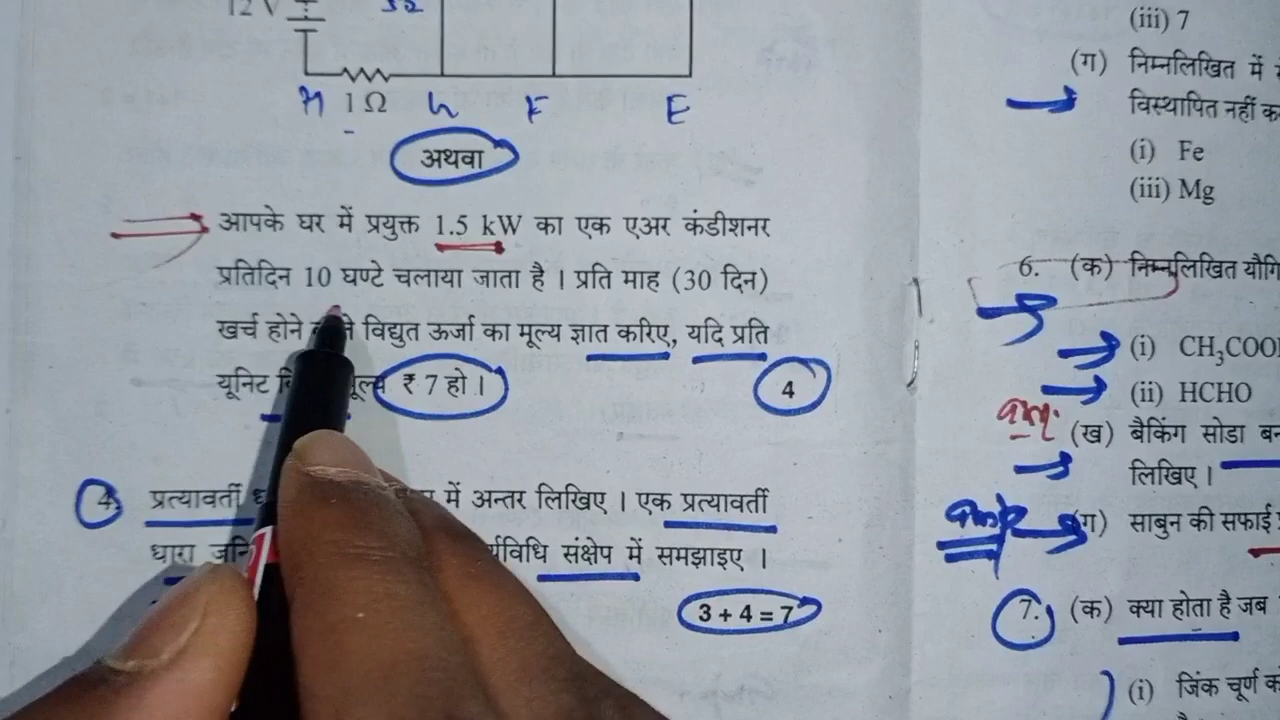 12 V
1 Ω
H G F E
अथवा
आपके घर में प्रयुक्त 1.5 kW का एक एअर कंडीशनर
प्रतिदिन 10 घण्टे चलाया जाता है । प्रति माह (30 दिन)
खर्च होने विद्युत ऊर्जा का मूल्य ज्ञात करिए, यदि प्रति
यूनिट ₹ 7 हो ।
4
4. प्रत्यावर्ती में अन्तर लिखिए । एक प्रत्यावर्ती
धारा संक्षेप में समझाइए ।
3 + 4 = 7
(iii) 7
(ग) निम्नलिखित में
विस्थापित नहीं
(i) Fe
(iii) Mg
6. (क) निम्नलिखित
(i) CH₃COO
(ii) HCHO
(ख) बैकिंग सोडा
लिखिए ।
(ग) साबुन की सफाई
7. (क) क्या होता है जब
(i) जिंक चूर्ण